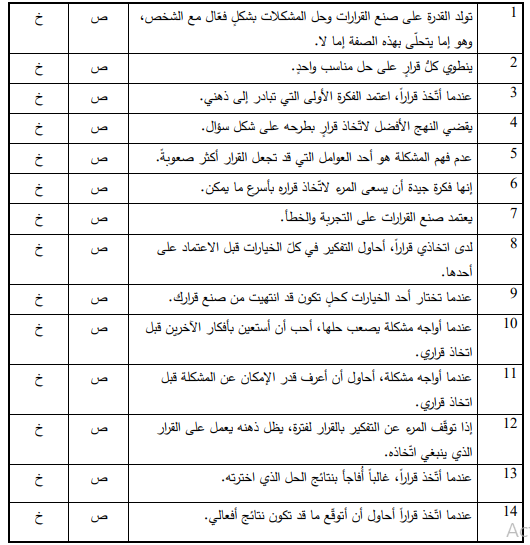 1 تولد القدرة على صنع القرارات وحل المشكلات بشكلٍ فعّال مع الشخص، ص خ
وهو إما يتحلّى بهذه الصفة إما لا.
2 ينطوي كلُ قرارٍ على حل مناسب واحدٍ. ص خ
3 عندما أتّخذ قراراً، اعتمد الفكرة الأولى التي تبادر إلى ذهني. ص خ
4 يقضي النهج الأفضل لاتّخاذ قرارٍ بطرحه على شكل سؤال. ص خ
5 عدم فهم المشكلة هو أحد العوامل التي قد تجعل القرار أكثر صعوبةً. ص خ
6 إنها فكرة جيدة أن يسعى المرء لاتّخاذ قراره بأسرع ما يمكن. ص خ
7 يعتمد صنع القرارات على التجربة والخطأ. ص خ
8 لدى اتخاذي قراراً، أحاول التفكير في كلّ الخيارات قبل الاعتماد على ص خ
أحدها.
9 عندما تختار أحد الخيارات كحلٍ تكون قد انتهيت من صنع قرارك. ص خ
10 عندما أواجه مشكلة يصعب حلها، أحب أن أستعين بأفكار الآخرين قبل ص خ
اتخاذ قراري.
11 عندما أواجه مشكلة، أحاول أن أعرف قدر الإمكان عن المشكلة قبل ص خ
اتخاذ قراري.
12 إذا توقّف المرء عن التفكير بالقرار لفترة، يظل ذهنه يعمل على القرار ص خ
الذي ينبغي اتّخاذه.
13 عندما أتّخذ قراراً، غالباً أُفاجأ بنتائج الحل الذي اخترته. ص خ
14 عندما اتّخذ قراراً أحاول أن أتوقّع ما قد تكون نتائج أفعالي. ص خ